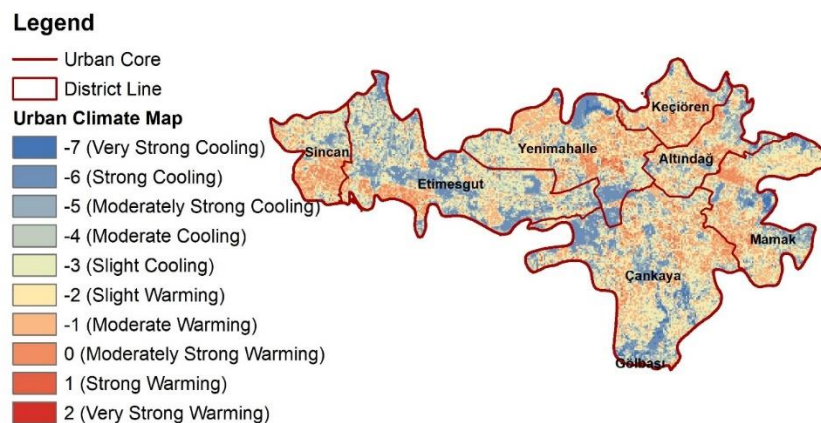 Legend
Urban Core
District Line
Urban Climate Map
-7 (Very Strong Cooling)
-6 (Strong Cooling)
-5 (Moderately Strong Cooling)
-4 (Moderate Cooling)
-3 (Slight Cooling)
-2 (Slight Warming)
-1 (Moderate Warming)
0 (Moderately Strong Warming)
1 (Strong Warming)
2 (Very Strong Warming)
Keçiören
Sincan
Yenimahalle
Altındağ
Etimesgut
Mamak
Çankaya
Gölbaşı